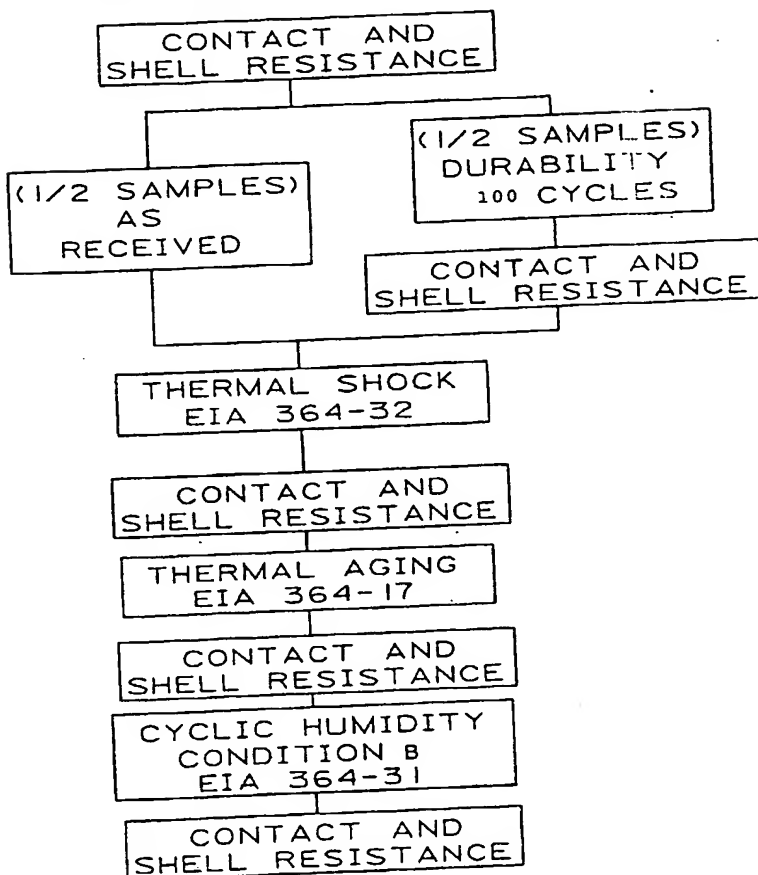 CONTACT AND
SHELL RESISTANCE
(1/2 SAMPLES)
AS
RECEIVED
(1/2 SAMPLES)
DURABILITY
100 CYCLES
CONTACT AND
SHELL RESISTANCE
THERMAL SHOCK
EIA 364-32
CONTACT AND
SHELL RESISTANCE
THERMAL AGING
EIA 364-17
CONTACT AND
SHELL RESISTANCE
CYCLIC HUMIDITY
CONDITION B
EIA 364-31
CONTACT AND
SHELL RESISTANCE